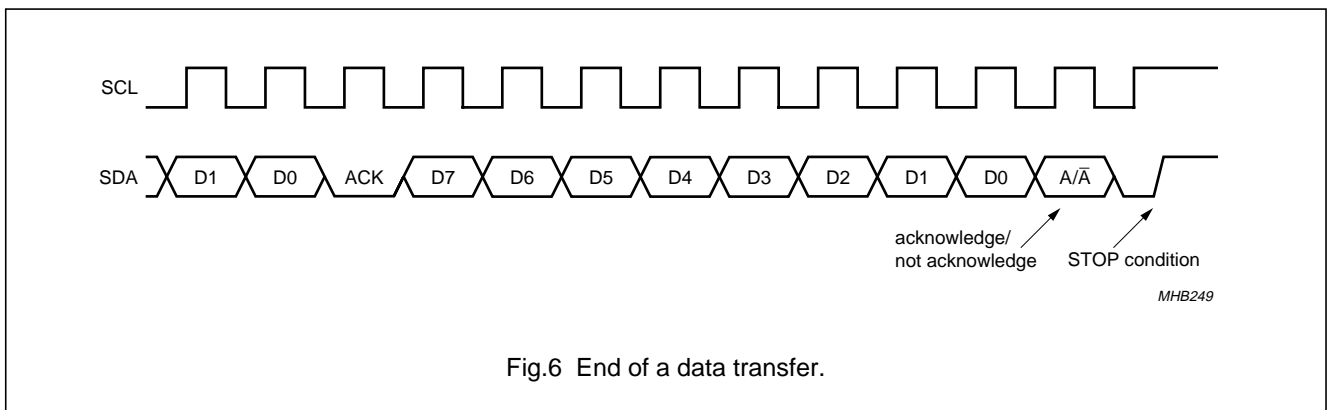 SCL
SDA D1 D0 ACK D7 D6 D5 D4 D3 D2 D1 D0 A/A̅
acknowledge/
not acknowledge STOP condition
MHB249
Fig.6 End of a data transfer.